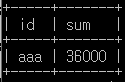 | id | sum |
| aaa | 36000 |